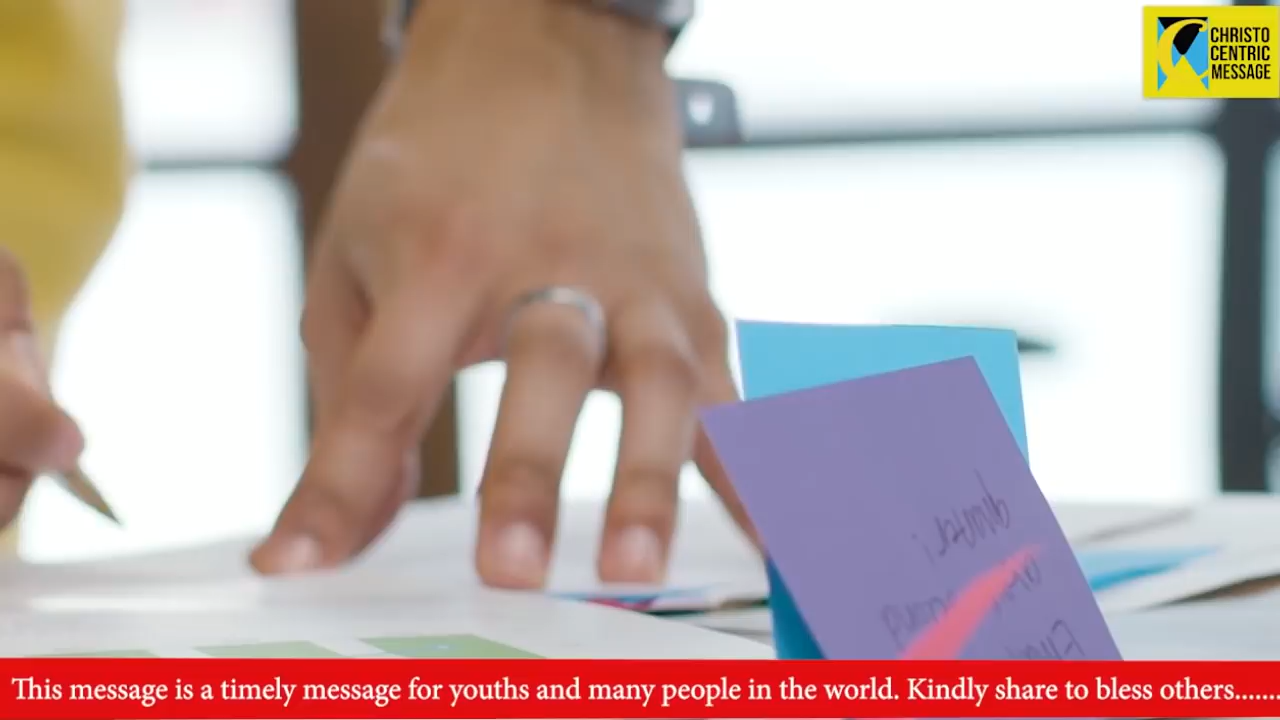 CHRISTO
CENTRIC
MESSAGE
This message is a timely message for youths and many people in the world. Kindly share to bless others.......